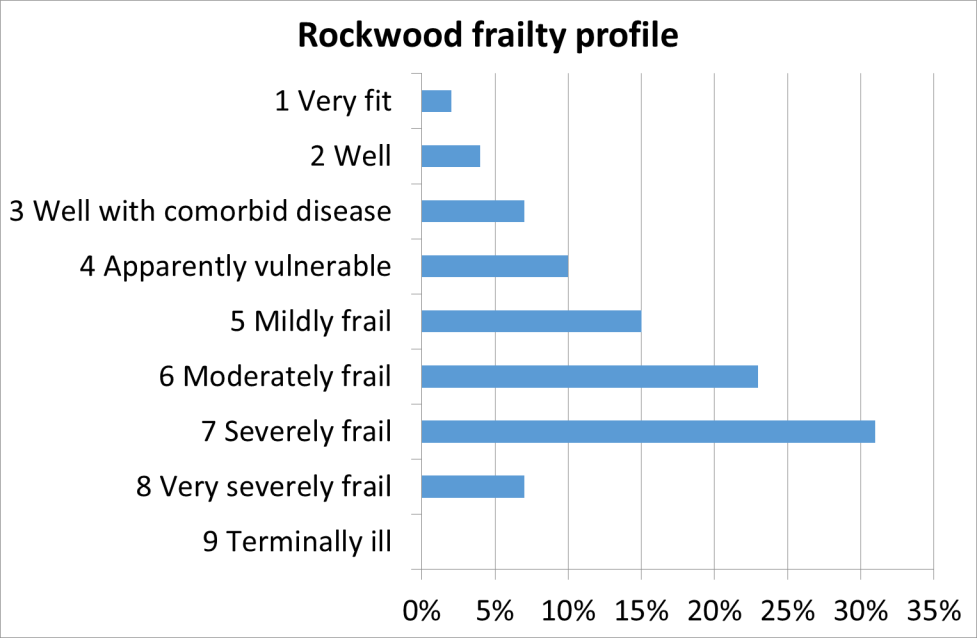 Rockwood frailty profile
1 Very fit
2 Well
3 Well with comorbid disease
4 Apparently vulnerable
5 Mildly frail
6 Moderately frail
7 Severely frail
8 Very severely frail
9 Terminally ill
0% 5% 10% 15% 20% 25% 30% 35%